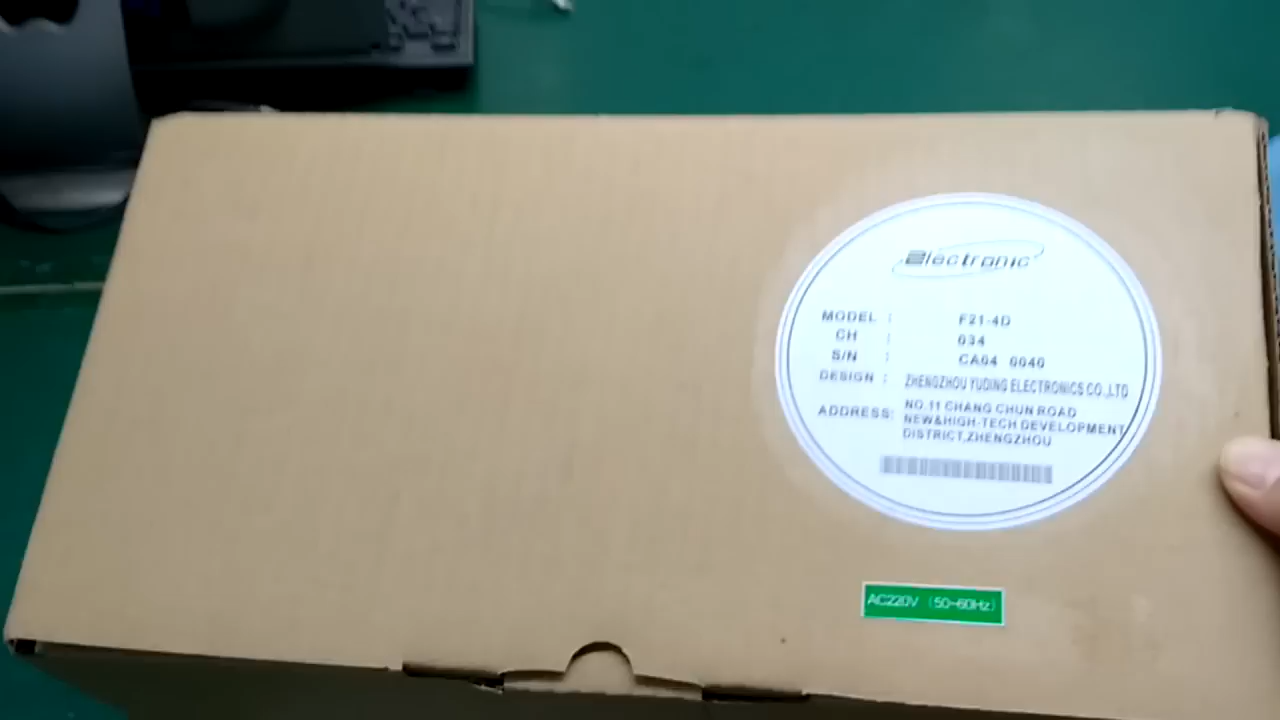 Electronic
MODEL : F21-4D
CH : 034
S/N : CA04 0040
DESIGN : ZHENGZHOU YUDING ELECTRONICS CO.,LTD
ADDRESS: NO.11 CHANG CHUN ROAD
NEW&HIGH-TECH DEVELOPMENT
DISTRICT,ZHENGZHOU
AC220V (50~60Hz)